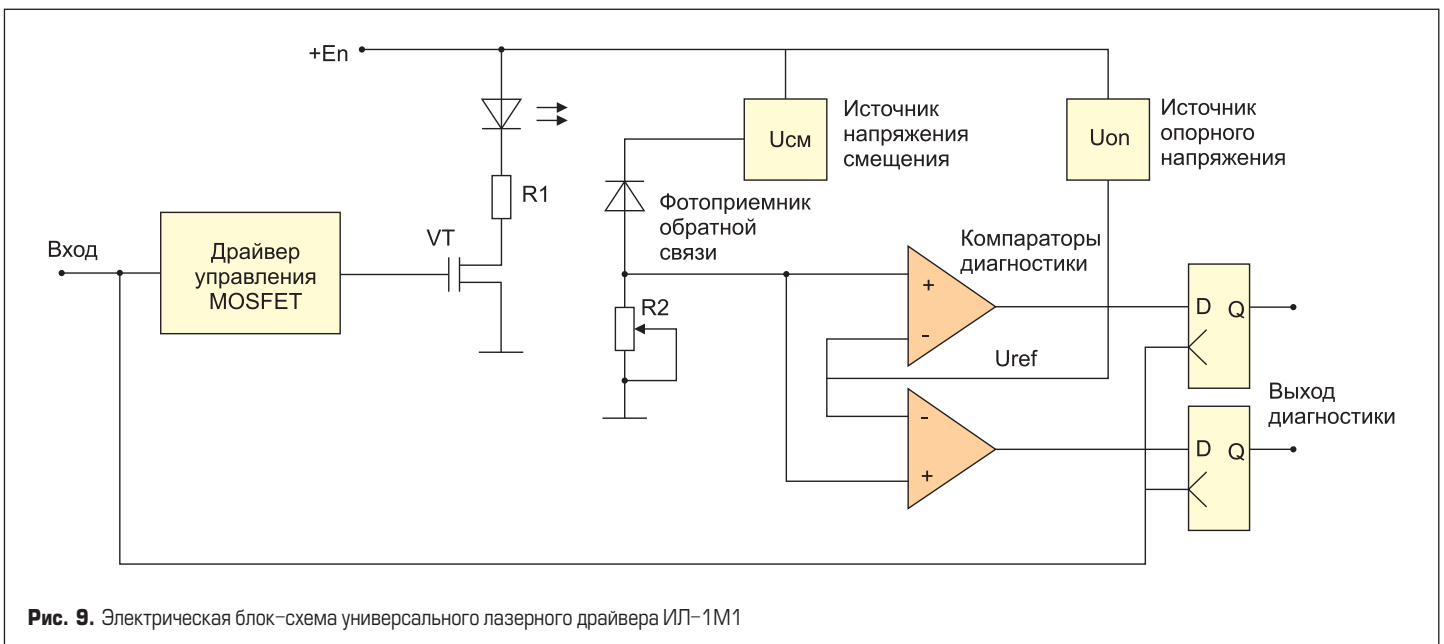 +En
Uсм
Источник
напряжения
смещения
Uоп
Источник
опорного
напряжения
R1
Фотоприемник
обратной
связи
VT
Вход
Драйвер
управления
MOSFET
Компараторы
диагностики
R2
+
-
Uref
-
+
D Q
D Q
Выход
диагностики
Рис. 9. Электрическая блок-схема универсального лазерного драйвера ИЛ-1М1